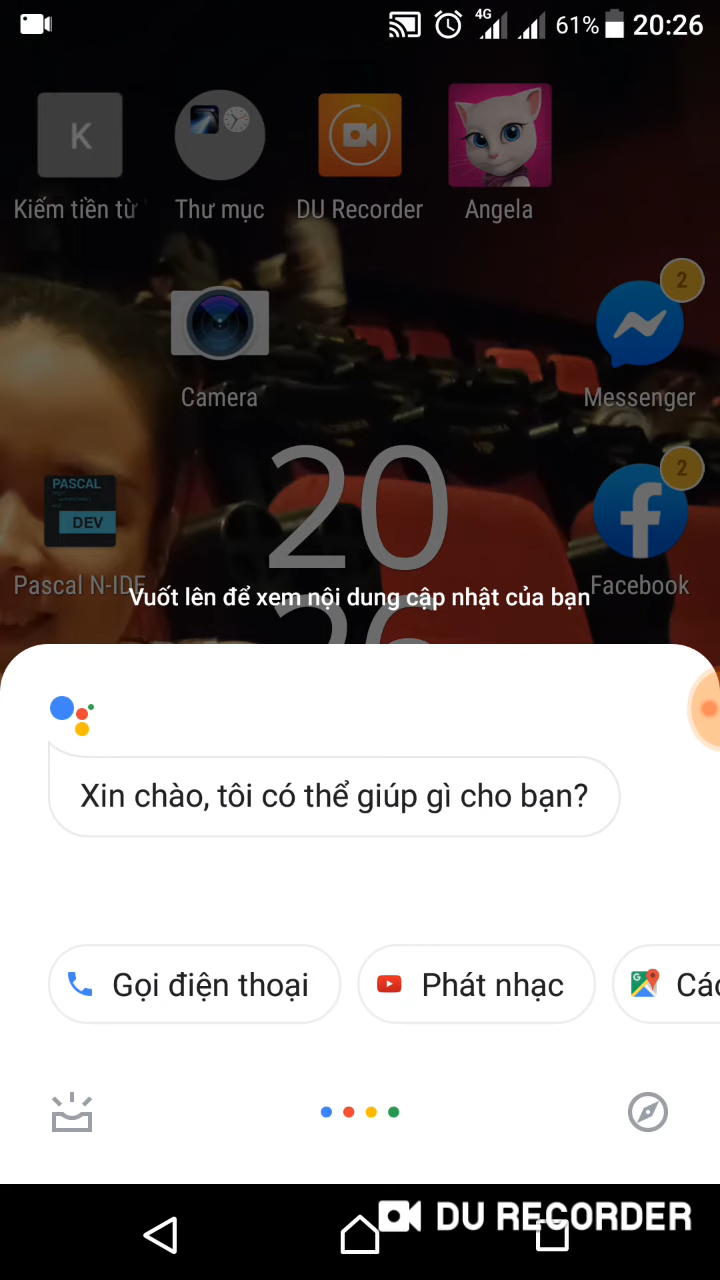 4G 61% 20:26
K
Kiếm tiền từ
Thư mục
DU Recorder
Angela
Camera
2
Messenger
PASCAL
DEV
Pascal N-IDE
20
26
2
Facebook
Vuốt lên để xem nội dung cập nhật của bạn
Xin chào, tôi có thể giúp gì cho bạn?
Gọi điện thoại
Phát nhạc
DU RECORDER